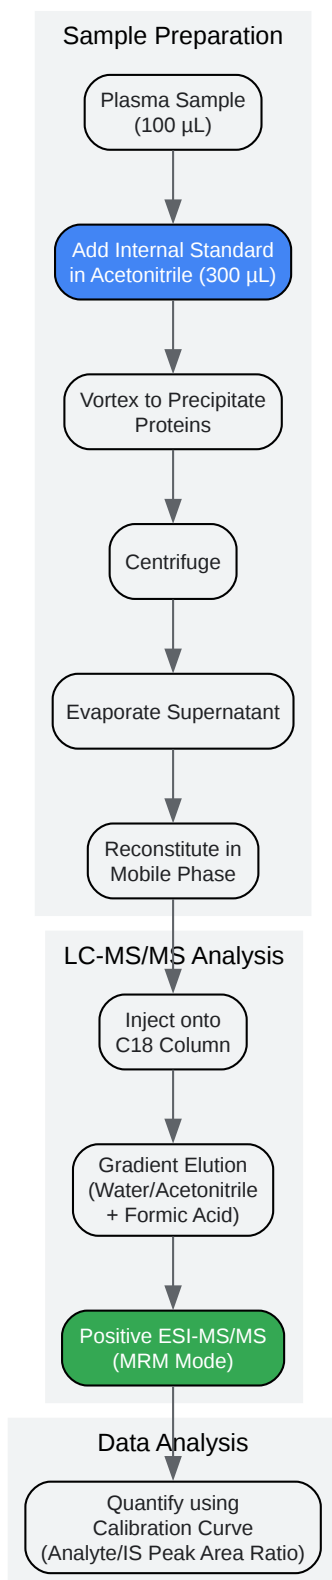 Sample Preparation
Plasma Sample
(100 µL)
Add Internal Standard
in Acetonitrile (300 µL)
Vortex to Precipitate
Proteins
Centrifuge
Evaporate Supernatant
Reconstitute in
Mobile Phase
LC-MS/MS Analysis
Inject onto
C18 Column
Gradient Elution
(Water/Acetonitrile
+ Formic Acid)
Positive ESI-MS/MS
(MRM Mode)
Data Analysis
Quantify using
Calibration Curve
(Analyte/IS Peak Area Ratio)